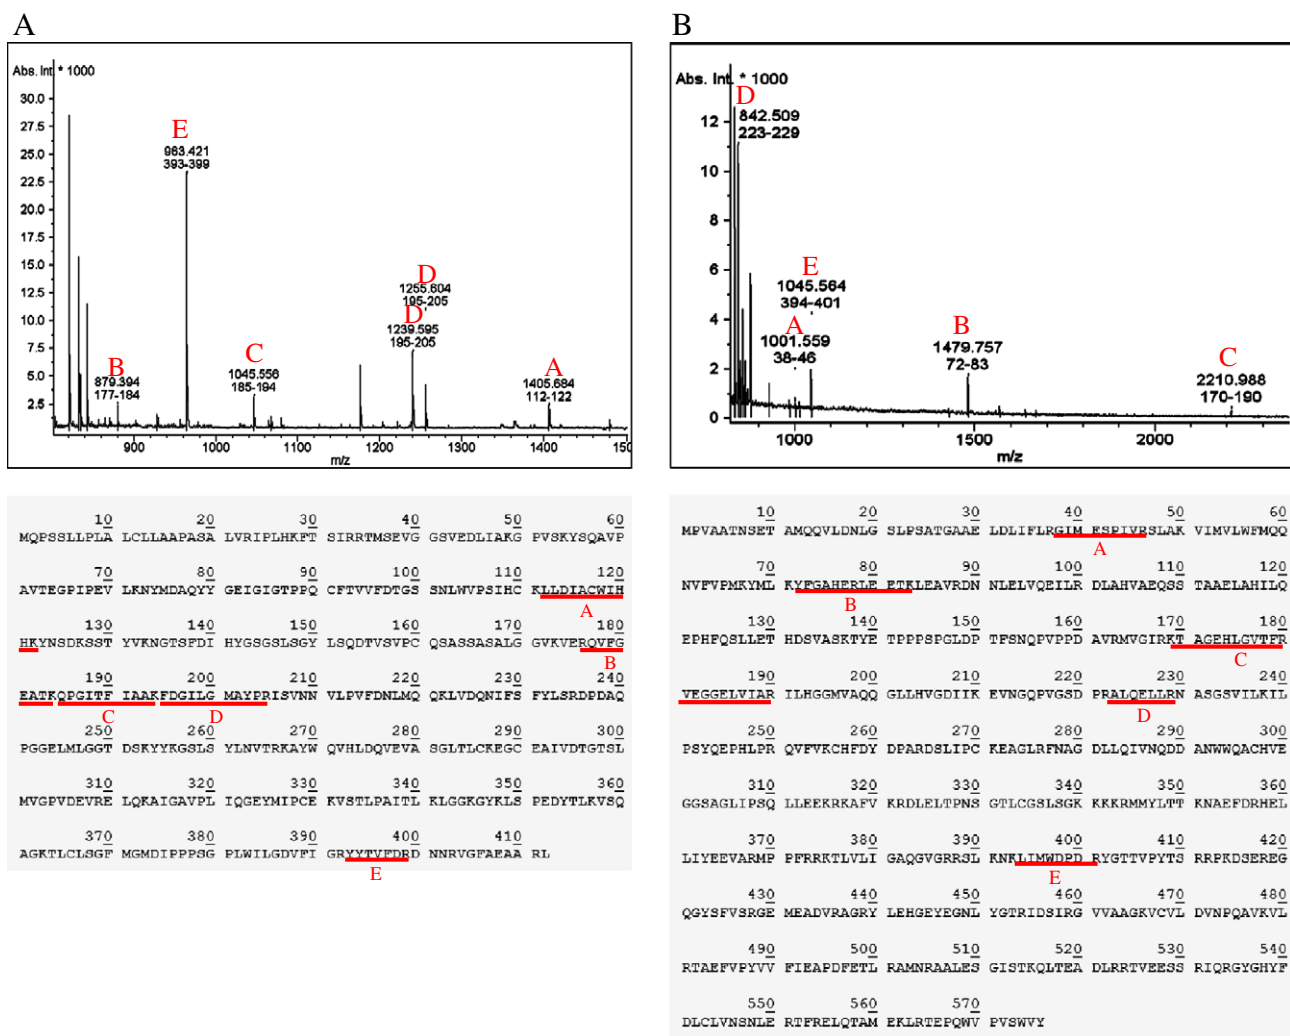 A
Abs. Int. * 1000
30.0
27.5
25.0
22.5
20.0
17.5
15.0
12.5
10.0
7.5
5.0
2.5
E
963.421
393-399
B
879.394
177-184
C
1045.556
185-194
D
1255.604
195-205
D
1239.595
195-205
A
1405.684
112-122
900 1000 1100 1200 1300 1400 1500
m/z
10 20 30 40 50 60
MQPSSLLPLA LCLLAAPASA LVRIPLHKFT SIRRTMSEVG GSVEDLIAKG PVSKYSQAVP
70 80 90 100 110 120
AVTEGPIPEV LKNYMDAQYY GEIGIGTPPQ CFTVVFDTGS SNLWVPSIHC KLLDIACWIH
A
130 140 150 160 170 180
HKYNSDKSST YVKNGTSFDI HYGSGSLSGY LSQDTVSVPC QSASSASALG GVKVERQVFG
B
190 200 210 220 230 240
EATKQPGITF IAAKFDGILG MAYPRISVNN VLPVFDNLMQ QKLVDQNIFS FYLSRDPDAQ
C D
250 260 270 280 290 300
PGGELMLGGT DSKYYKGSLS YLNVTRKAYW QVHLDQVEVA SGLTLCKEGC EAIVDTGTSL
310 320 330 340 350 360
MVGPVDEVRE LQKAIGAVPL IQGEYMIPCE KVSTLPAITL KLGGKGYKLS PEDYTLKVSQ
370 380 390 400 410
AGKTLCLSGF MGMDIPPPSG PLWILGDVFI GRYYTVFDRD NNRVGFAEAA RL
E
B
Abs. Int. * 1000
12
10
8
6
4
2
0
D
842.509
223-229
E
1045.564
394-401
A
1001.559
38-46
B
1479.757
72-83
C
2210.988
170-190
1000 1500 2000
m/z
10 20 30 40 50 60
MPVAATNSET AMQQVLDNLG SLPSATGAAE LDLIFLRGIM ESPIVRSLAK VIMVLWFMQQ
A
70 80 90 100 110 120
NVFVPMKYML KYFGAHERLE ETKLEAVRDN NLELVQEILR DLAHVAEQSS TAAELAHILQ
B
130 140 150 160 170 180
EPHFQSLLET HDSVASKTYE TPPPSPGLDP TFSNQPVPPD AVRMVGIRKT AGEHLGVTFR
C
190 200 210 220 230 240
VEGGELVIAR ILHGGMVAQQ GLLHVGDIIK EVNGQPVGSD PRALQELLRN ASGSVILKIL
D
250 260 270 280 290 300
PSYQEPHLPR QVFVKCHFDY DPARDSLIPC KEAGLRFNAG DLLQIVNQDD ANWWQACHVE
310 320 330 340 350 360
GGSAGLIPSQ LLEEKRKAFV KRDLELTPNS GTLCGSLSGK KKKRMMYLTT KNAEFDRHEL
370 380 390 400 410 420
LIYEEVARMP PFRRKTLVLI GAQGVGRRSL KNKLIMWDPD RYGTTVPYTS RRPKDSEREG
E
430 440 450 460 470 480
QGYSFVSRGE MEADVRAGRY LEHGEYEGNL YGTRIDSIRG VVAAGKVCVL DVNPQAVKVL
490 500 510 520 530 540
RTAEFVPYVV FIEAPDFETL RAMNRAALES GISTKQLTEA DLRRTVEESS RIQRGYGHYF
550 560 570
DLCLVNSNLE RTFRELQTAM EKLRTEPQWV PVSWVY